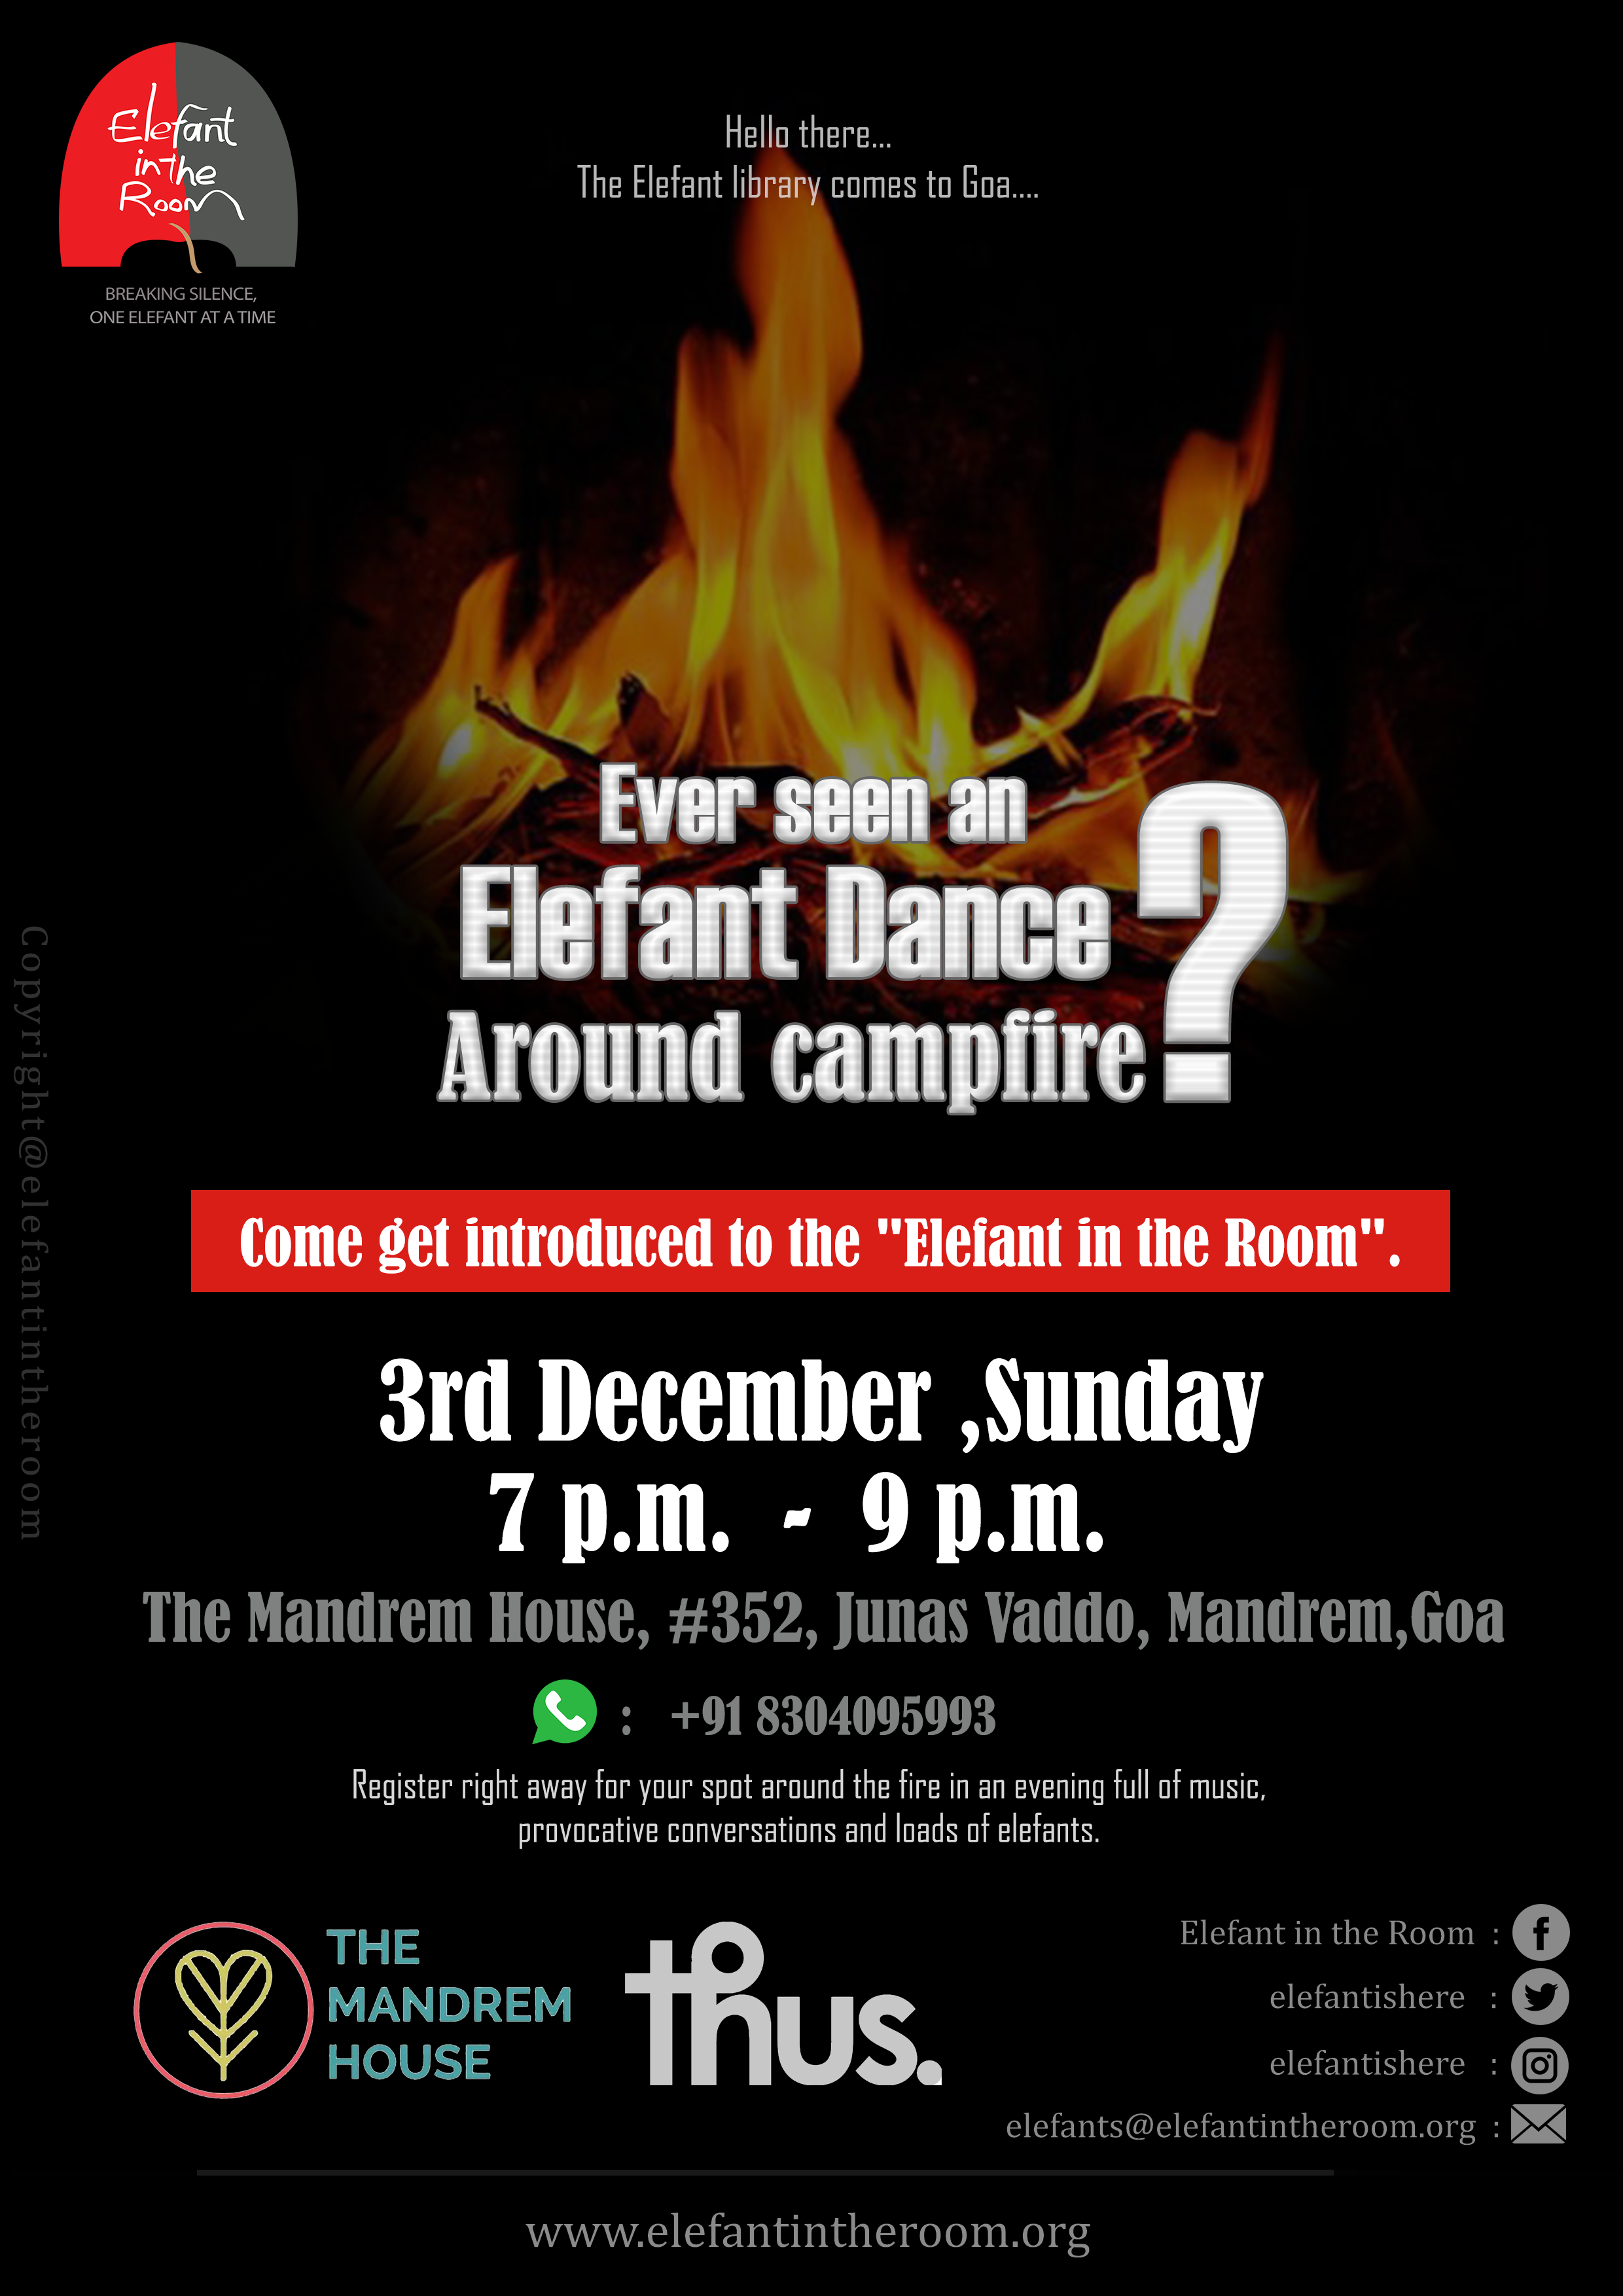 Elefant
in the
Room
BREAKING SILENCE,
ONE ELEFANT AT A TIME
Hello there...
The Elefant library comes to Goa....
Ever seen an
Elefant Dance
Around campfire?
Copyright@elefantintheroom
Come get introduced to the "Elefant in the Room".
3rd December ,Sunday
7 p.m. - 9 p.m.
The Mandrem House, #352, Junas Vaddo, Mandrem,Goa
: +91 8304095993
Register right away for your spot around the fire in an evening full of music,
provocative conversations and loads of elefants.
THE
MANDREM
HOUSE
thus.
Elefant in the Room :
elefantishere :
elefantishere :
elefants@elefantintheroom.org :
www.elefantintheroom.org